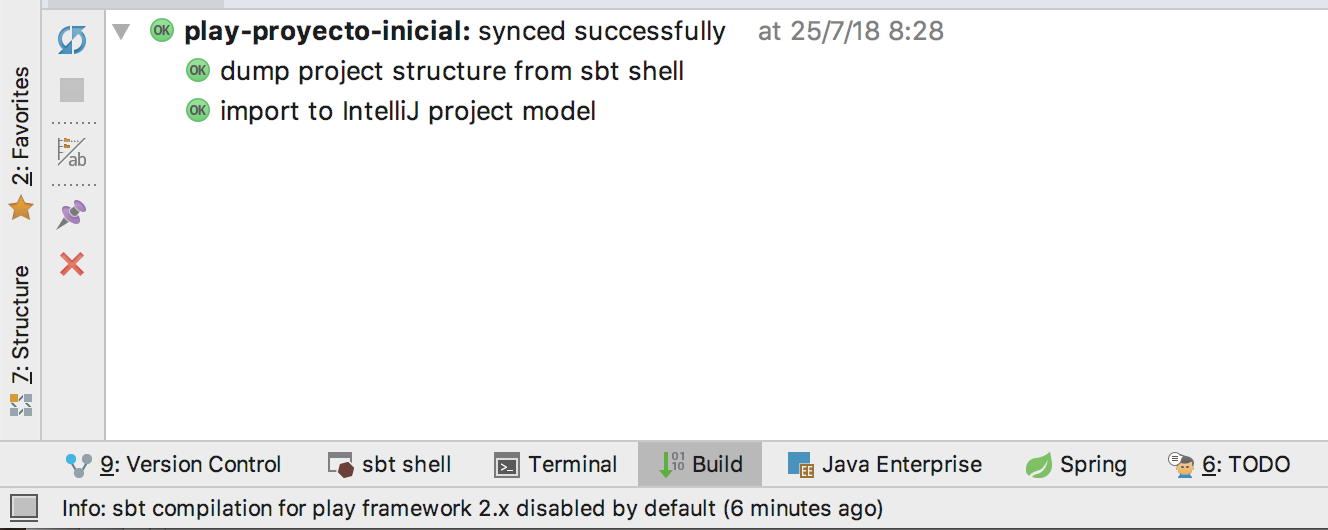 play-proyecto-inicial: synced successfully at 25/7/18 8:28
OK
dump project structure from sbt shell
OK
import to IntelliJ project model
OK
ab
2: Favorites
7: Structure
9: Version Control
sbt shell
Terminal
Build
Java Enterprise
Spring
6: TODO
Info: sbt compilation for play framework 2.x disabled by default (6 minutes ago)